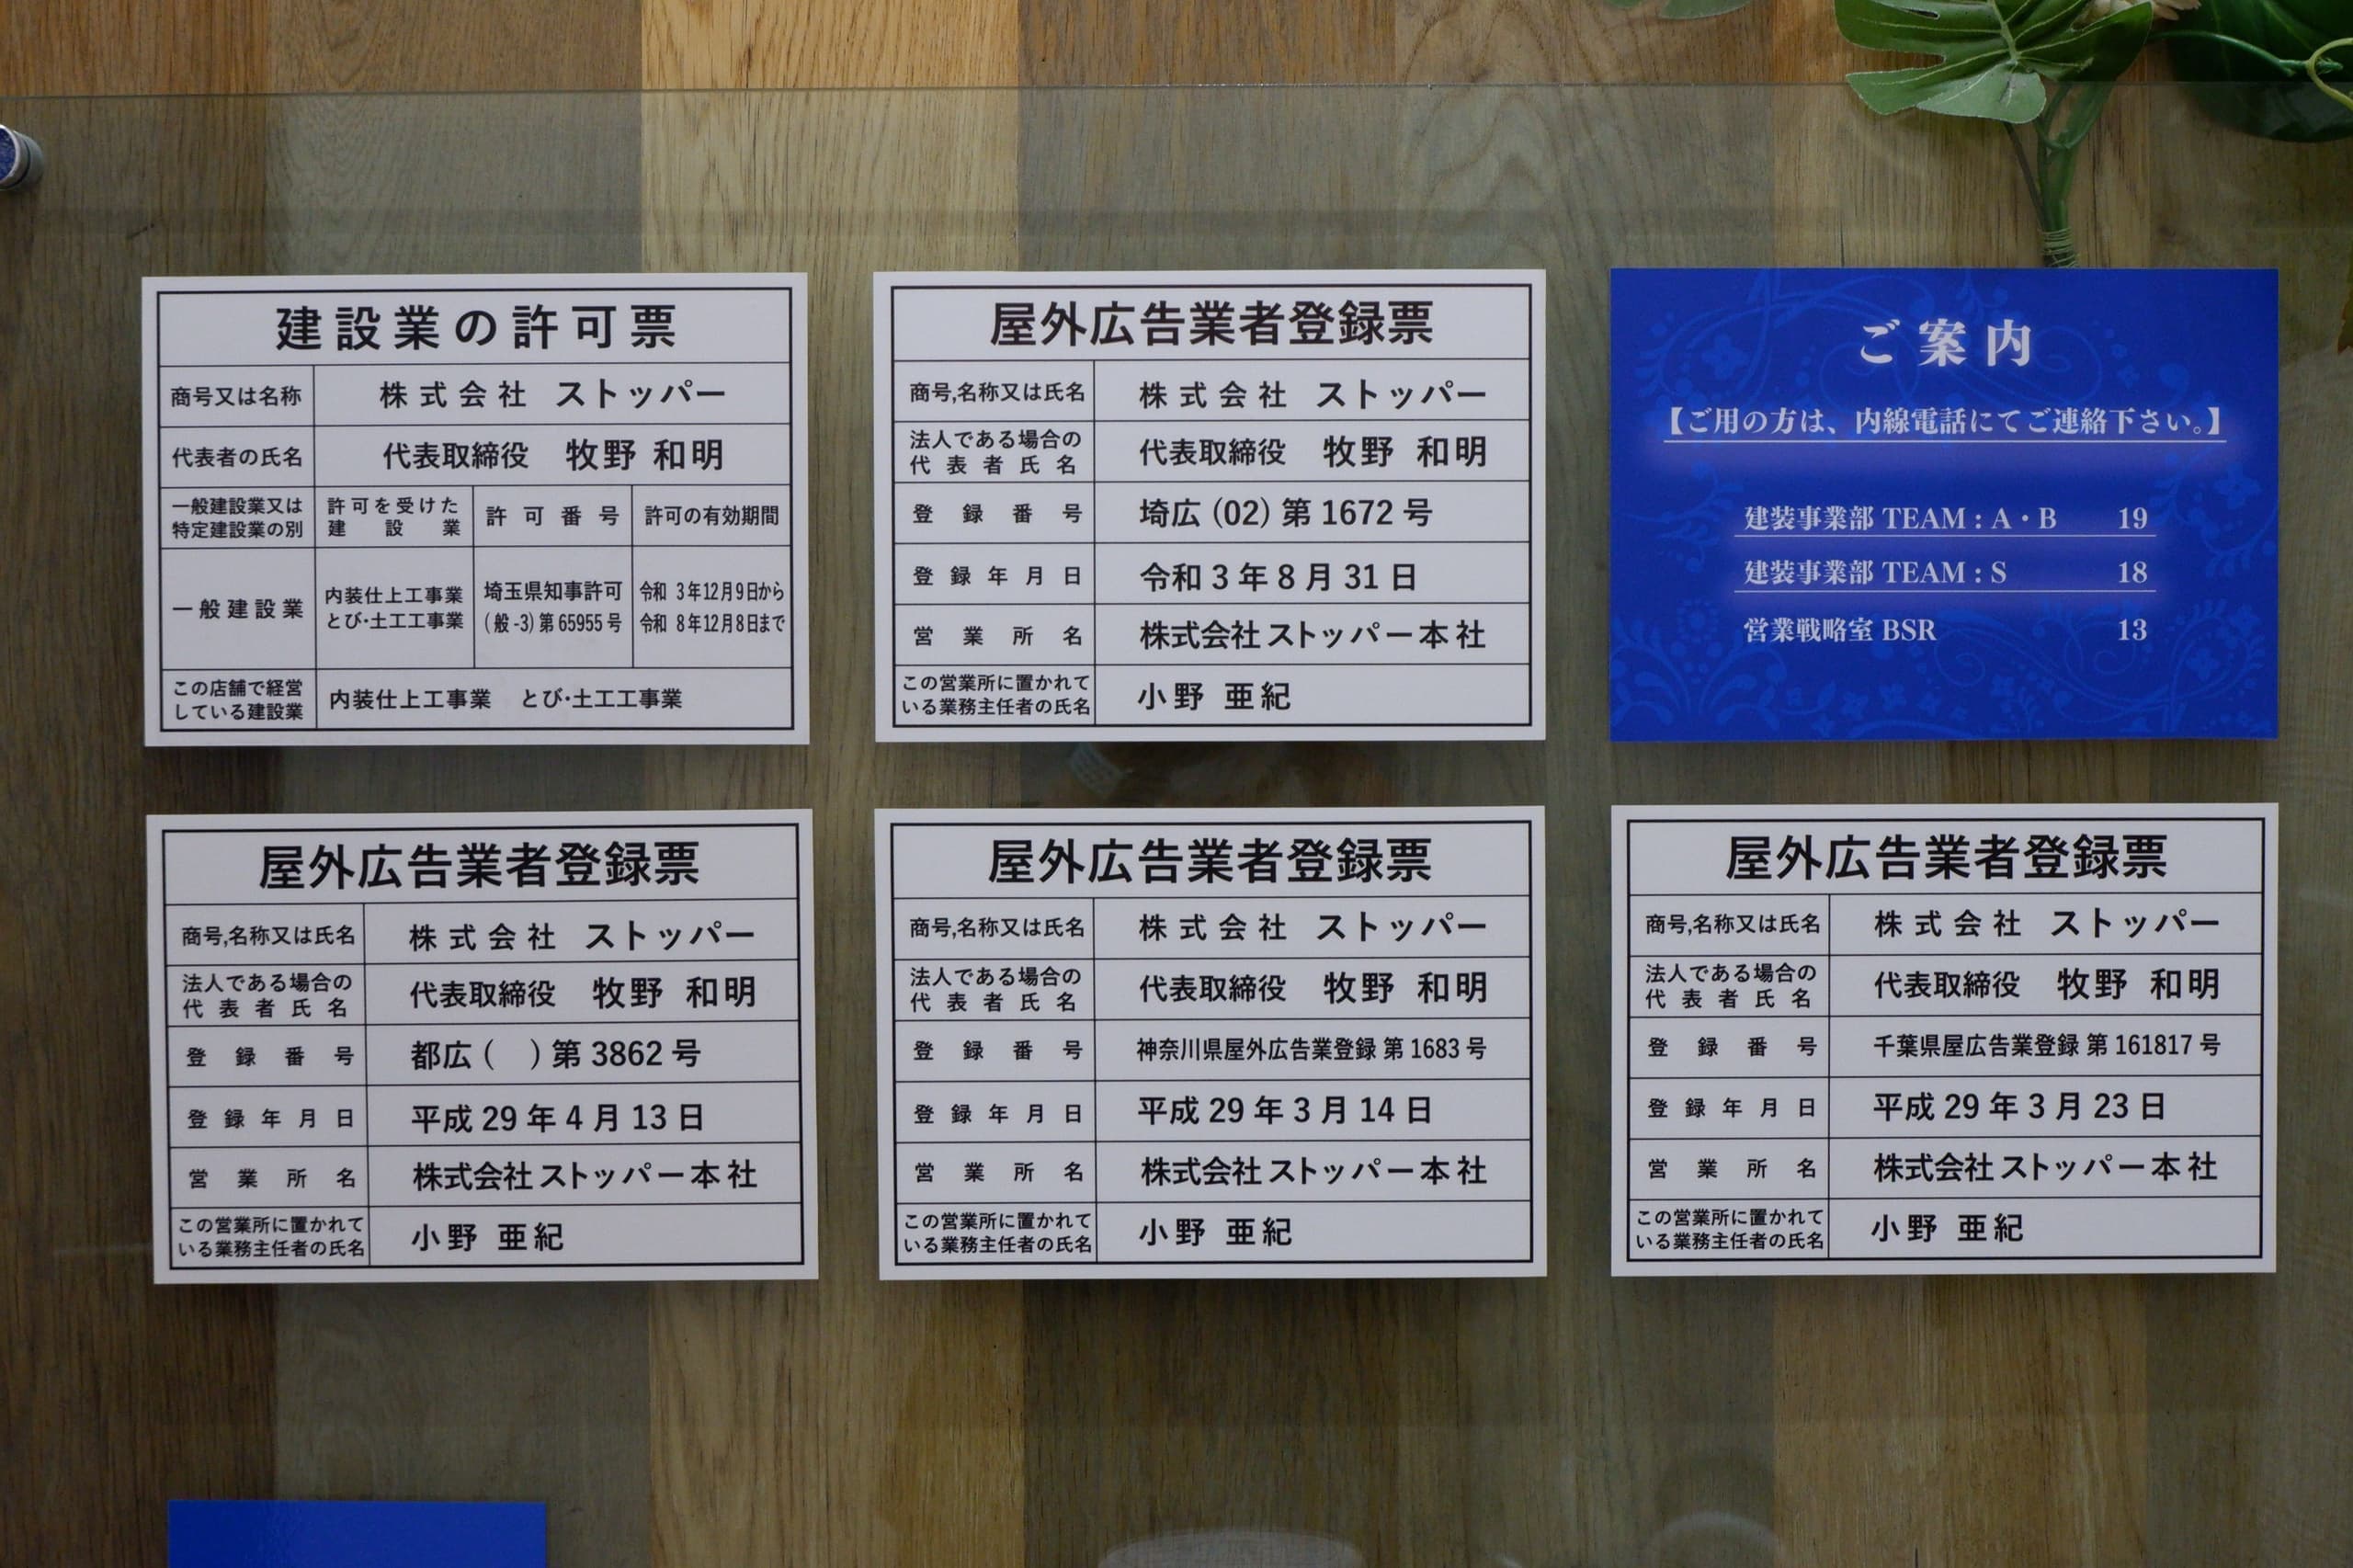 建設業の許可票
商号又は名称 株式会社 ストッパー
代表者の氏名 代表取締役 牧野 和明
一般建設業又は特定建設業の別 許可を受けた建設業 許可番号 許可の有効期間
一般建設業 内装仕上工事業 とび・土工工事業 埼玉県知事許可 (般-3)第65955号 令和 3年12月9日から 令和 8年12月8日まで
この店舗で経営している建設業 内装仕上工事業 とび・土工工事業
屋外広告業者登録票
商号,名称又は氏名 株式会社 ストッパー
法人である場合の代表者氏名 代表取締役 牧野 和明
登録番号 埼広(02)第1672号
登録年月日 令和3年8月31日
営業所名 株式会社ストッパー本社
この営業所に置かれている業務主任者の氏名 小野 亜紀
ご案内
【ご用の方は、内線電話にてご連絡下さい。】
建装事業部 TEAM : A・B 19
建装事業部 TEAM : S 18
営業戦略室 BSR 13
屋外広告業者登録票
商号,名称又は氏名 株式会社 ストッパー
法人である場合の代表者氏名 代表取締役 牧野 和明
登録番号 都広( )第3862号
登録年月日 平成29年4月13日
営業所名 株式会社ストッパー本社
この営業所に置かれている業務主任者の氏名 小野 亜紀
屋外広告業者登録票
商号,名称又は氏名 株式会社 ストッパー
法人である場合の代表者氏名 代表取締役 牧野 和明
登録番号 神奈川県屋外広告業登録 第1683号
登録年月日 平成29年3月14日
営業所名 株式会社ストッパー本社
この営業所に置かれている業務主任者の氏名 小野 亜紀
屋外広告業者登録票
商号,名称又は氏名 株式会社 ストッパー
法人である場合の代表者氏名 代表取締役 牧野 和明
登録番号 千葉県屋広告業登録 第161817号
登録年月日 平成29年3月23日
営業所名 株式会社ストッパー本社
この営業所に置かれている業務主任者の氏名 小野 亜紀